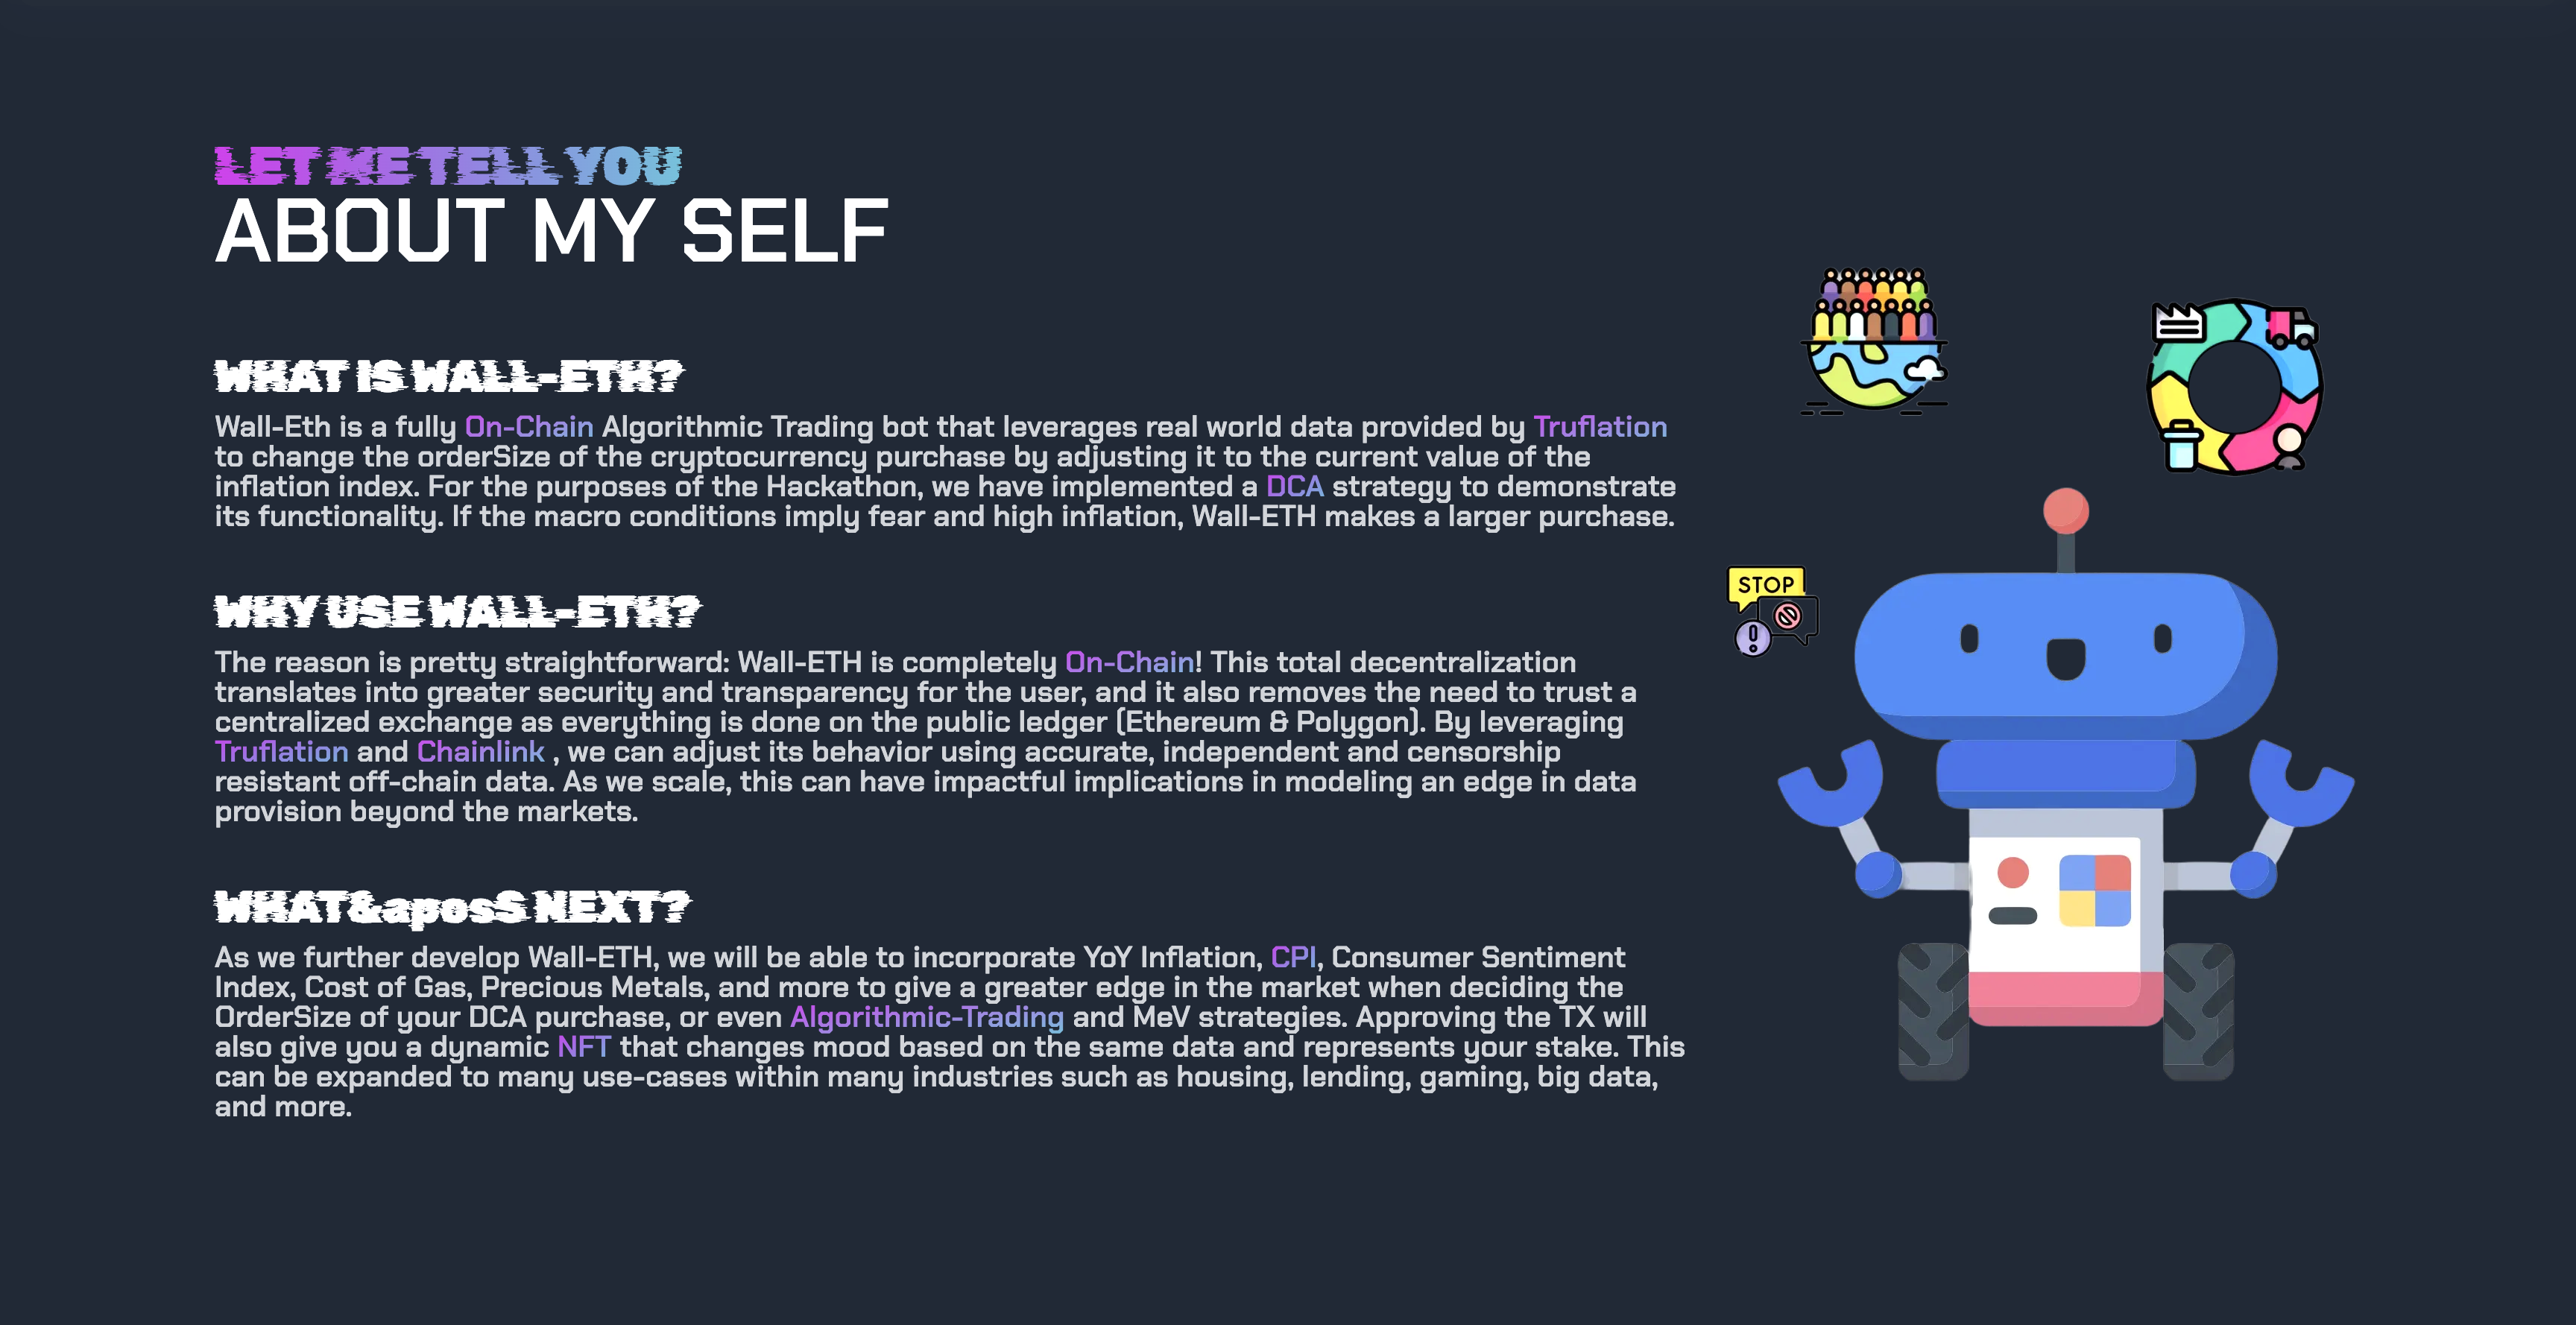 LET ME TELL YOU
ABOUT MY SELF
WHAT IS WALL-ETH?
Wall-Eth is a fully On-Chain Algorithmic Trading bot that leverages real world data provided by Truflation
to change the orderSize of the cryptocurrency purchase by adjusting it to the current value of the
inflation index. For the purposes of the Hackathon, we have implemented a DCA strategy to demonstrate
its functionality. If the macro conditions imply fear and high inflation, Wall-ETH makes a larger purchase.
STOP
WHY USE WALL-ETH?
The reason is pretty straightforward: Wall-ETH is completely On-Chain! This total decentralization
translates into greater security and transparency for the user, and it also removes the need to trust a
centralized exchange as everything is done on the public ledger (Ethereum & Polygon). By leveraging
Truflation and Chainlink , we can adjust its behavior using accurate, independent and censorship
resistant off-chain data. As we scale, this can have impactful implications in modeling an edge in data
provision beyond the markets.
WHAT&aposS NEXT?
As we further develop Wall-ETH, we will be able to incorporate YoY Inflation, CPI, Consumer Sentiment
Index, Cost of Gas, Precious Metals, and more to give a greater edge in the market when deciding the
OrderSize of your DCA purchase, or even Algorithmic-Trading and MeV strategies. Approving the TX will
also give you a dynamic NFT that changes mood based on the same data and represents your stake. This
can be expanded to many use-cases within many industries such as housing, lending, gaming, big data,
and more.